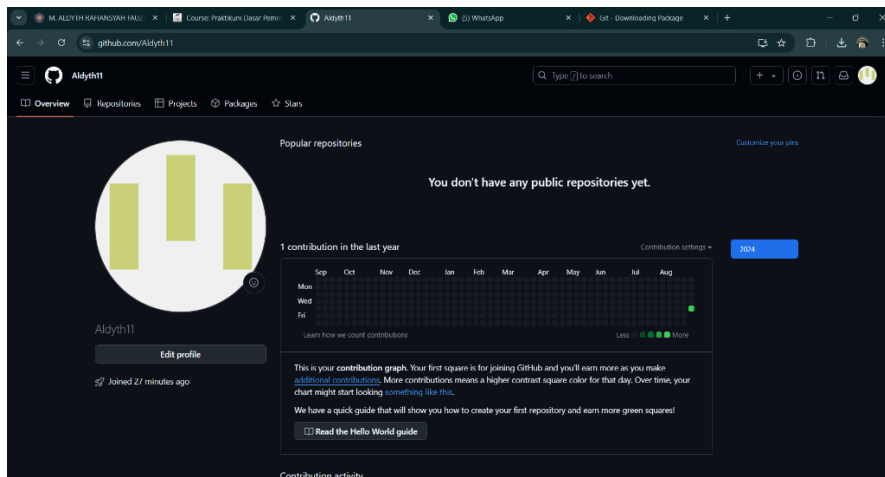 M. ALDYTH RAHANSYAH FAUZI
Course: Praktikum Dasar Pemro
Aldyth11
(5) WhatsApp
Git - Downloading Package
github.com/Aldyth11
Aldyth11
Type / to search
Overview
Repositories
Projects
Packages
Stars
Popular repositories
Customize your pins
You don't have any public repositories yet.
1 contribution in the last year
Contribution settings
2024
Sep Oct Nov Dec Jan Feb Mar Apr May Jun Jul Aug
Mon
Wed
Fri
Learn how we count contributions
Less
More
Aldyth11
Edit profile
Joined 27 minutes ago
This is your contribution graph. Your first square is for joining GitHub and you'll earn more as you make
additional contributions. More contributions means a higher contrast square color for that day. Over time, your
chart might start looking something like this.
We have a quick guide that will show you how to create your first repository and earn more green squares!
Read the Hello World guide
Contribution activity